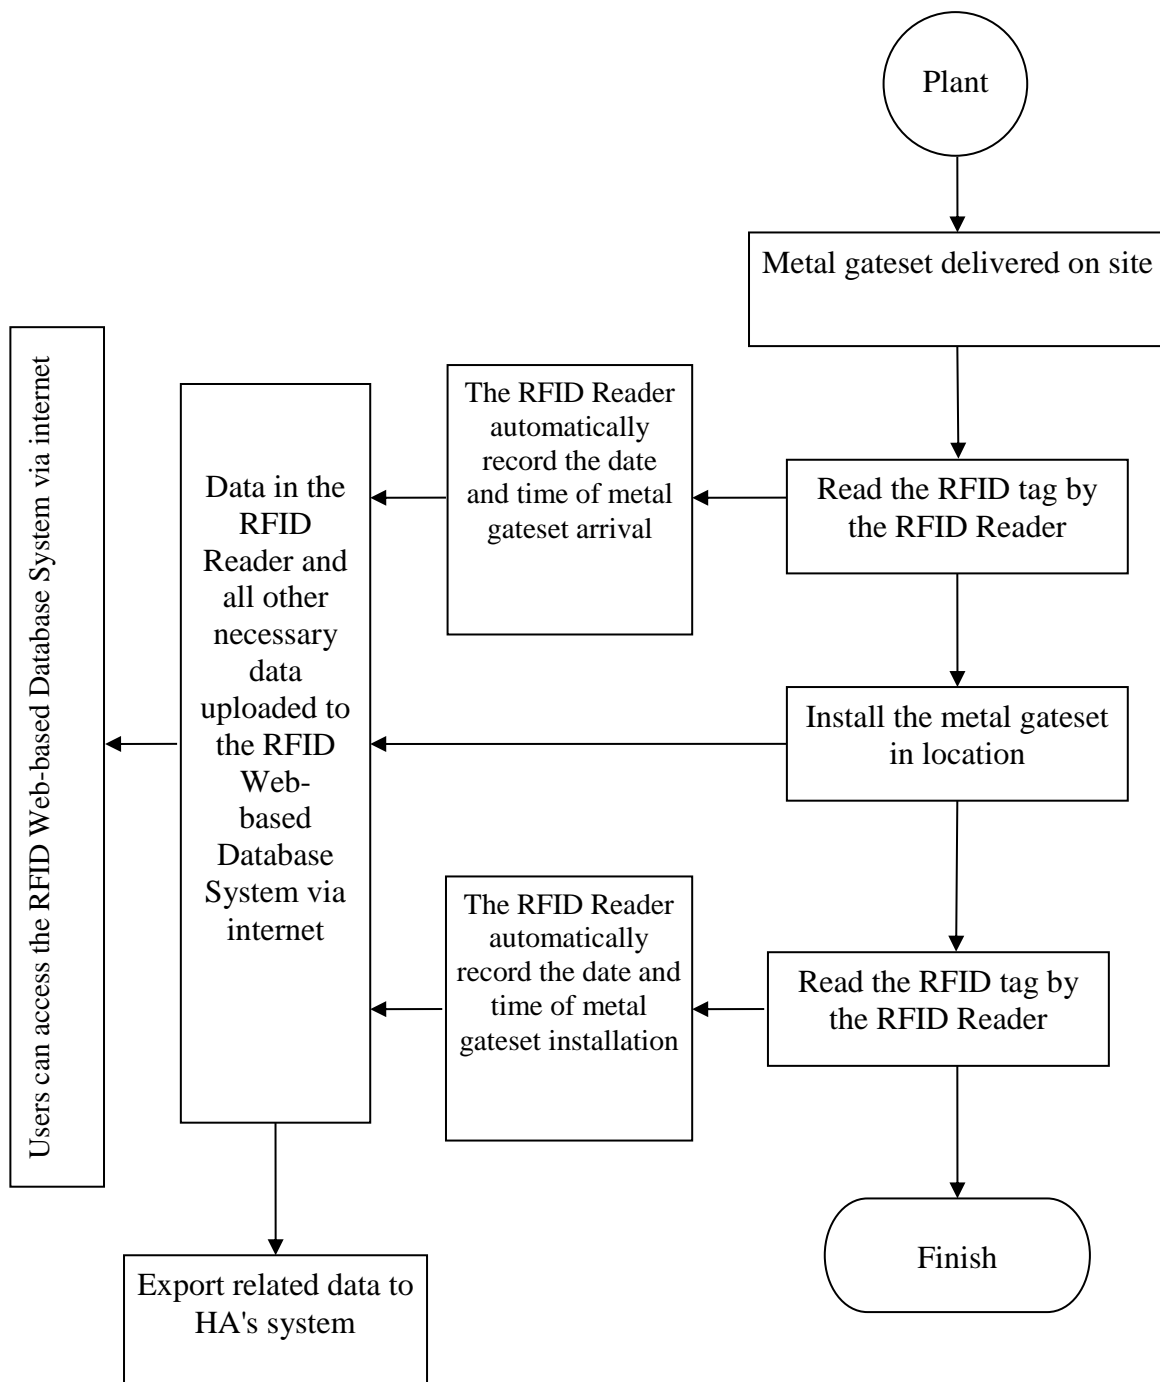 Plant
Metal gateset delivered on site
Users can access the RFID Web-based Database System via internet
Data in the
RFID
Reader and
all other
necessary
data
uploaded to
the RFID
Web-
based
Database
System via
internet
The RFID Reader
automatically
record the date
and time of metal
gateset arrival
Read the RFID tag by
the RFID Reader
Install the metal gateset
in location
The RFID Reader
automatically
record the date and
time of metal
gateset installation
Read the RFID tag by
the RFID Reader
Export related data to
HA's system
Finish